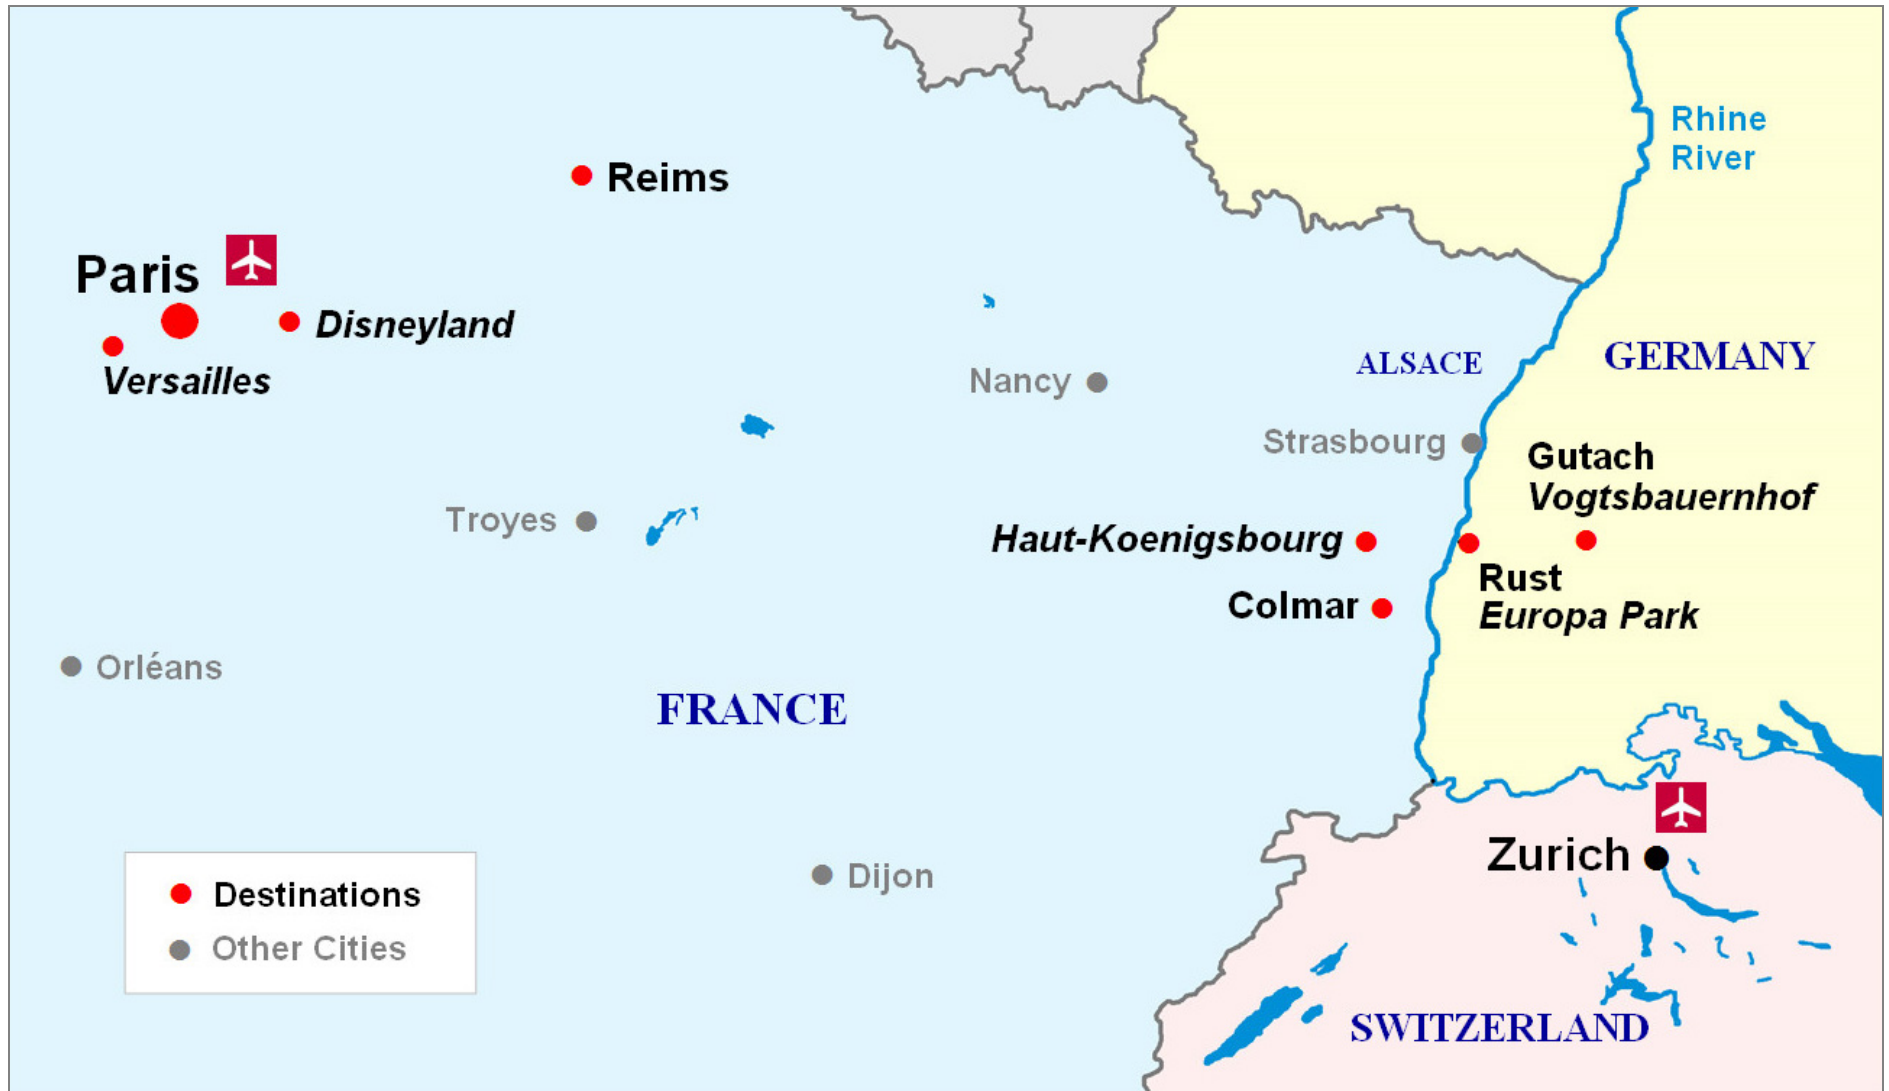 Rhine
River
Reims
Paris
Disneyland
Versailles
Nancy
ALSACE
GERMANY
Strasbourg
Gutach
Vogtsbauernhof
Troyes
Haut-Koenigsbourg
Rust
Europa Park
Colmar
Orléans
FRANCE
Zurich
Dijon
Destinations
Other Cities
SWITZERLAND